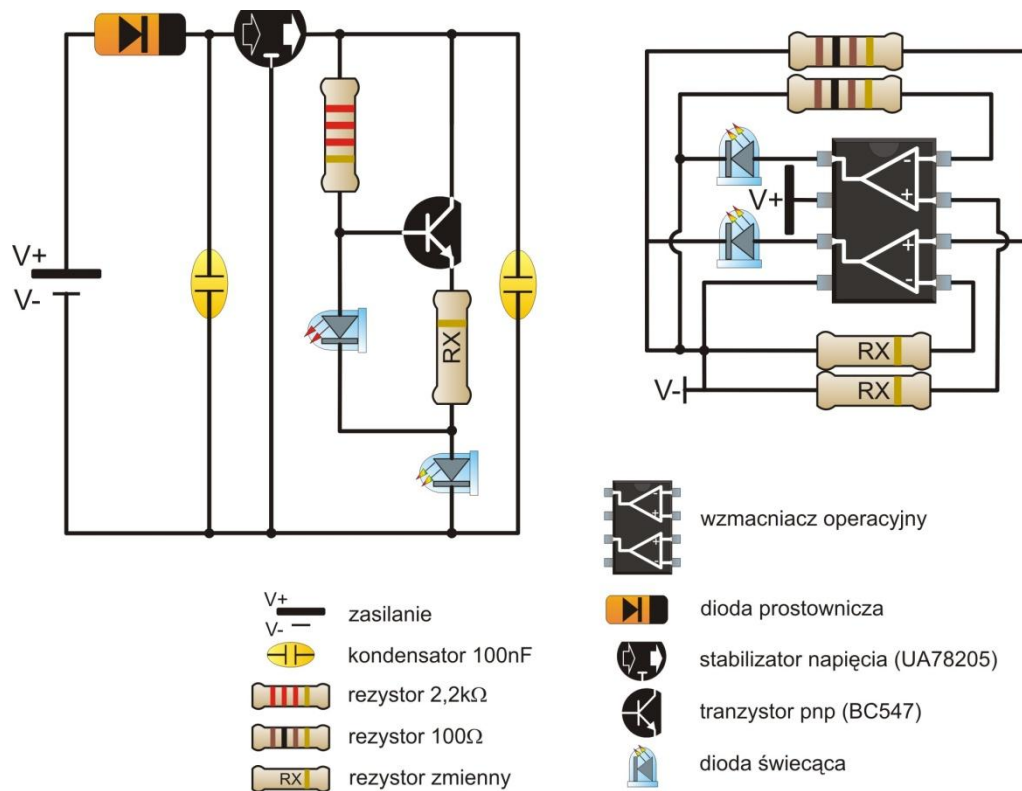 V+
V-
RX
V+
RX
RX
V-
V+
V-
zasilanie
kondensator 100nF
rezystor 2,2kΩ
rezystor 100Ω
RX
rezystor zmienny
wzmacniacz operacyjny
dioda prostownicza
stabilizator napięcia (UA78205)
tranzystor pnp (BC547)
dioda świecąca